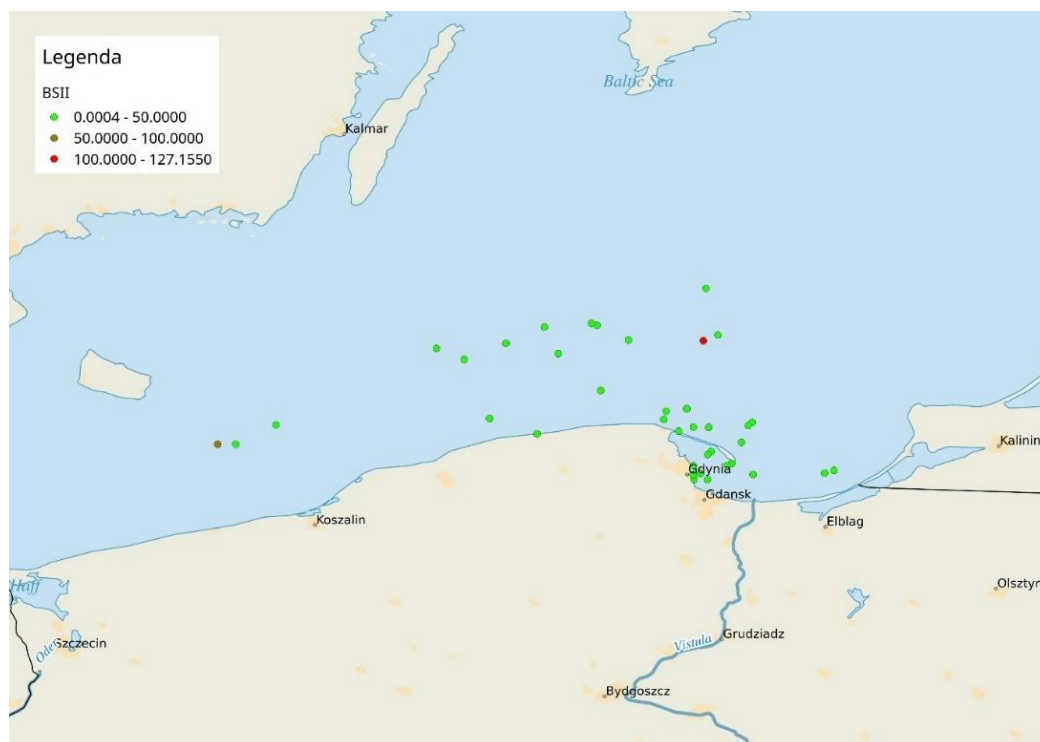 Legenda
BSII
0.0004 - 50.0000
50.0000 - 100.0000
100.0000 - 127.1550
Baltic Sea
Kalmar
Kalinin
Gdynia
Gdansk
Koszalin
Elblag
Haff
Olsztyn
Szczecin
Oder
Vistula
Grudziadz
Bydgoszcz